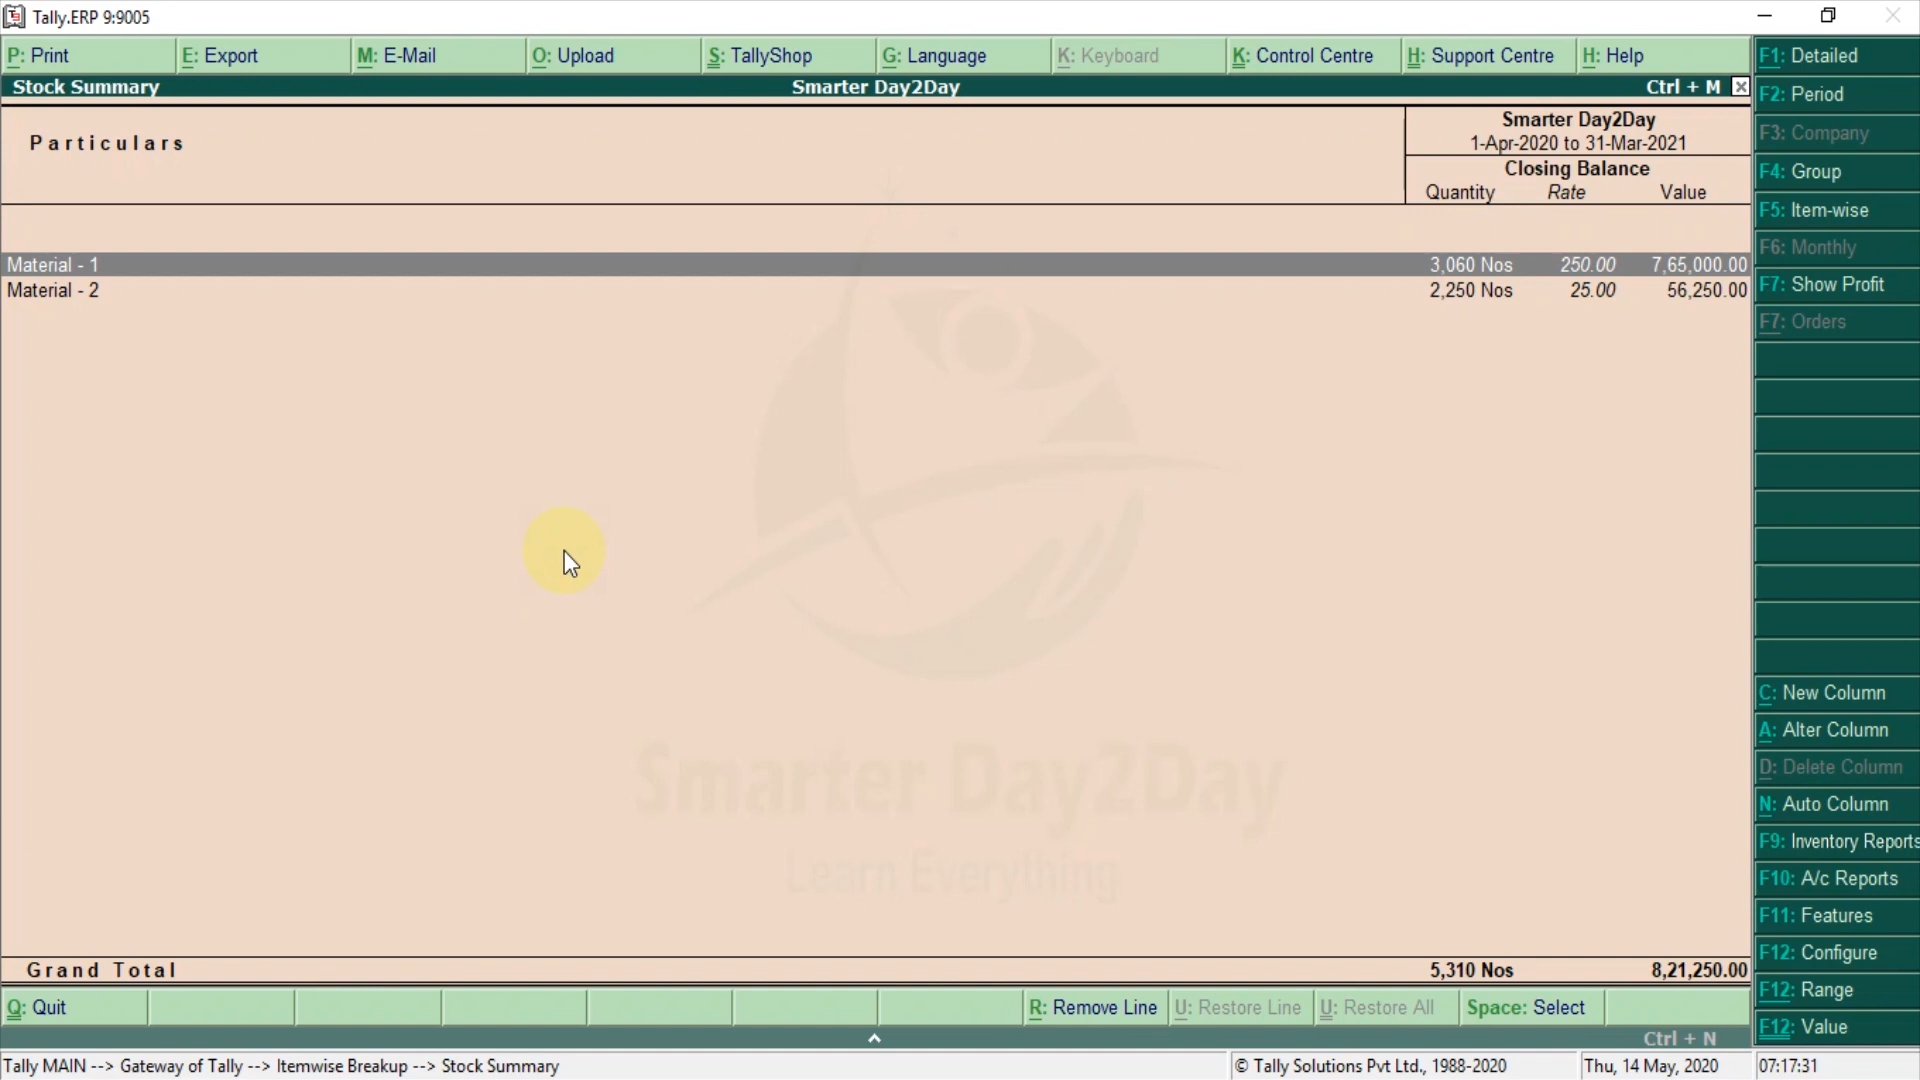 Tally.ERP 9:9005
P: Print E: Export M: E-Mail O: Upload S: TallyShop G: Language K: Keyboard K: Control Centre H: Support Centre H: Help
Stock Summary Smarter Day2Day Ctrl + M
Particulars
Smarter Day2Day
1-Apr-2020 to 31-Mar-2021
Closing Balance
Quantity Rate Value
Material - 1 3,060 Nos 250.00 7,65,000.00
Material - 2 2,250 Nos 25.00 56,250.00
Smarter Day2Day
Learn Everything
Grand Total 5,310 Nos 8,21,250.00
Q: Quit R: Remove Line U: Restore Line U: Restore All Space: Select
Ctrl + N
Tally MAIN --> Gateway of Tally --> Itemwise Breakup --> Stock Summary © Tally Solutions Pvt Ltd., 1988-2020 Thu, 14 May, 2020 07:17:31
F1: Detailed
F2: Period
F3: Company
F4: Group
F5: Item-wise
F6: Monthly
F7: Show Profit
F7: Orders
C: New Column
A: Alter Column
D: Delete Column
N: Auto Column
F9: Inventory Reports
F10: A/c Reports
F11: Features
F12: Configure
F12: Range
F12: Value